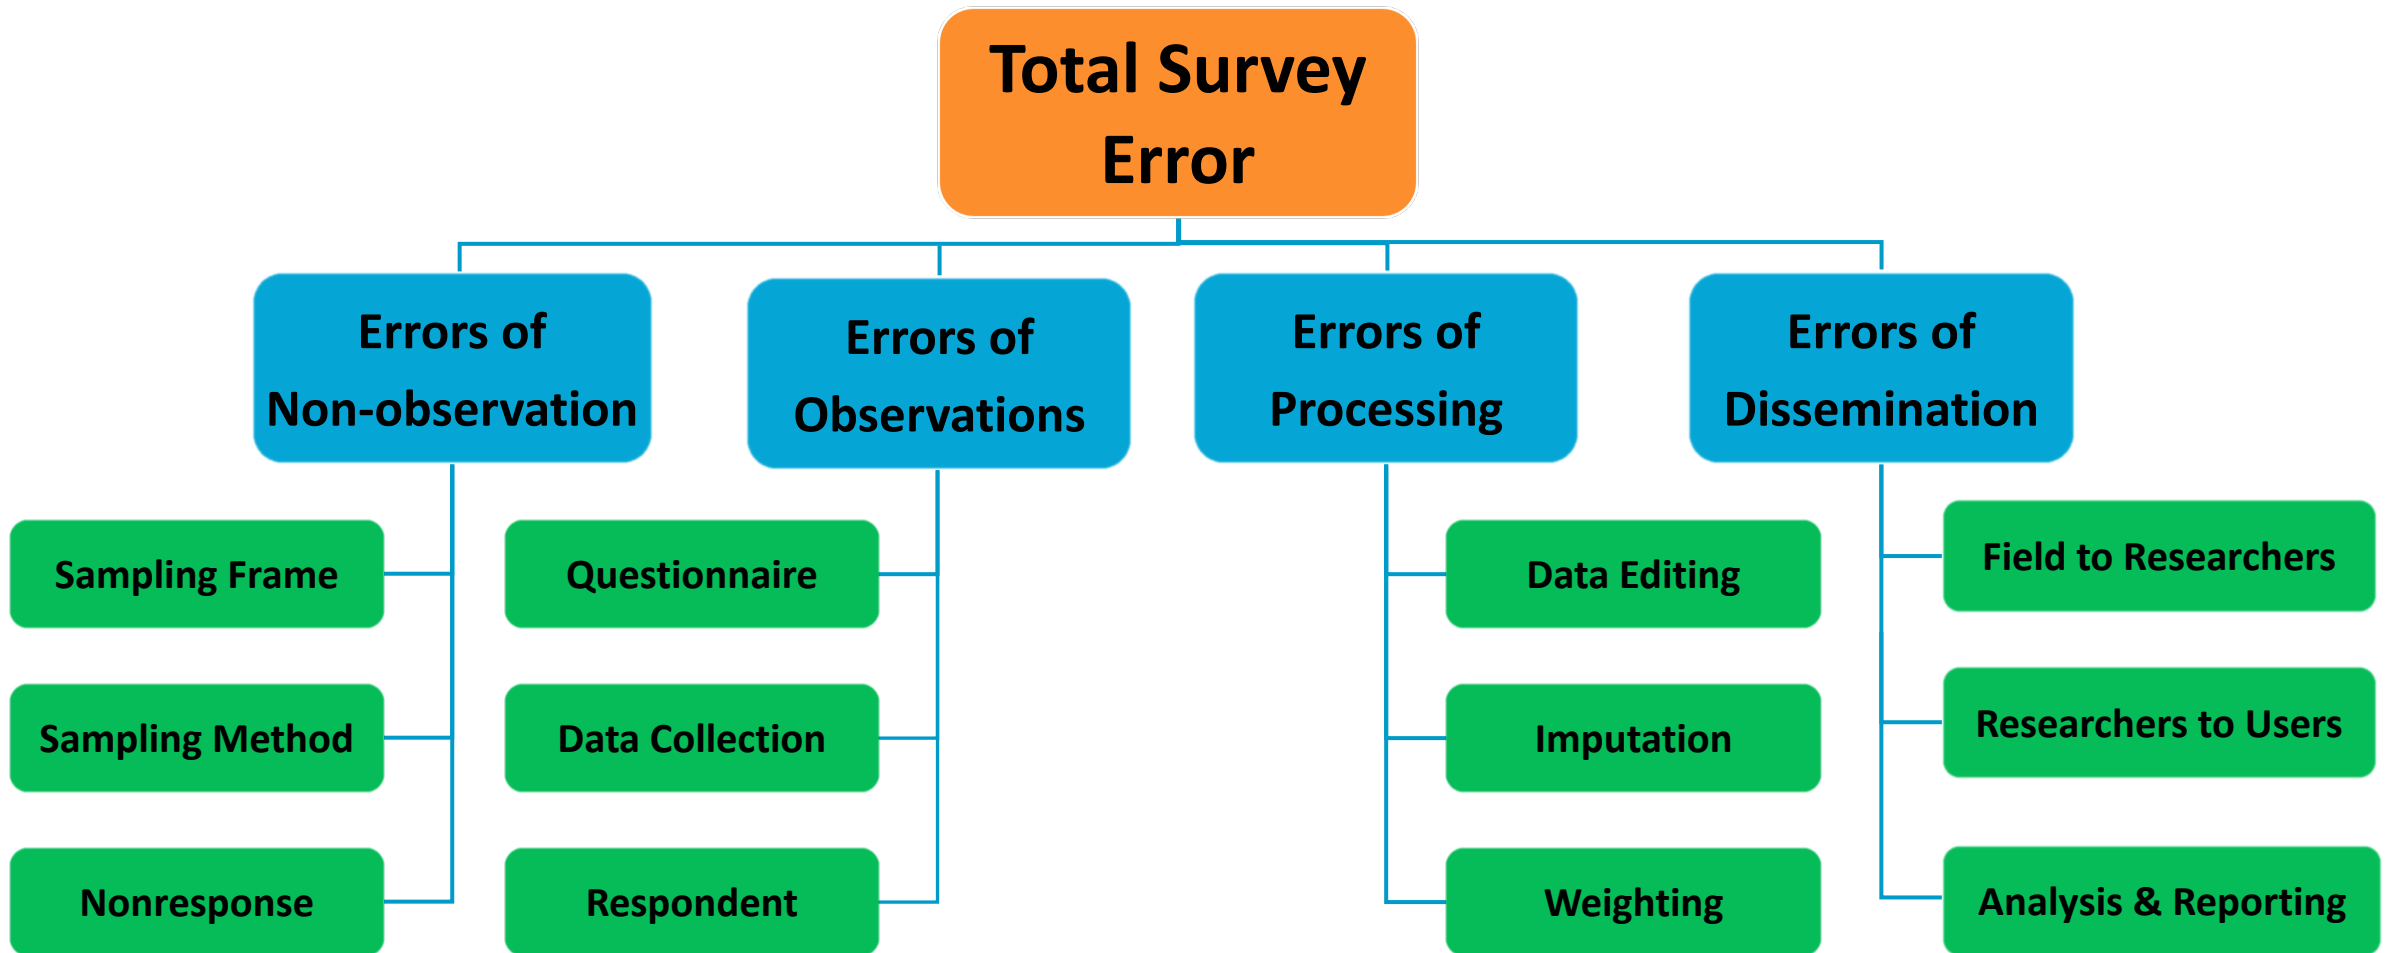 Total Survey
Error
Errors of
Non-observation
Errors of
Observations
Errors of
Processing
Errors of
Dissemination
Sampling Frame
Sampling Method
Nonresponse
Questionnaire
Data Collection
Respondent
Data Editing
Imputation
Weighting
Field to Researchers
Researchers to Users
Analysis & Reporting